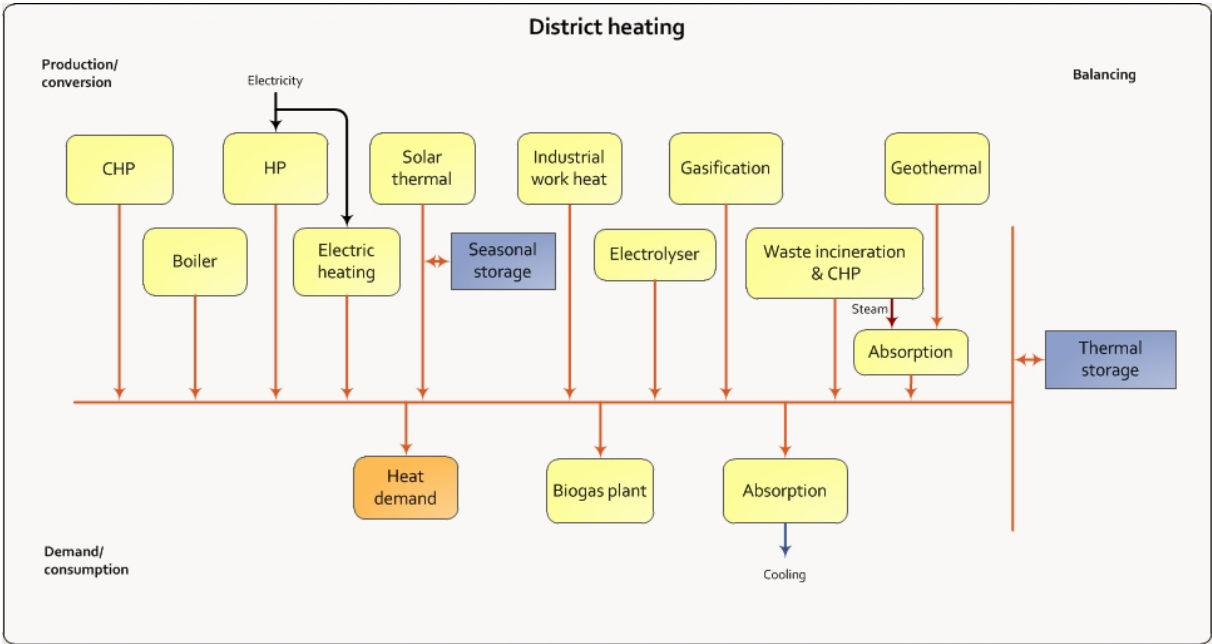 District heating
Production/
conversion
Electricity
Balancing
CHP
HP
Solar
thermal
Industrial
work heat
Gasification
Geothermal
Boiler
Electric
heating
Seasonal
storage
Electrolyser
Waste incineration
& CHP
Steam
Absorption
Thermal
storage
Heat
demand
Biogas plant
Absorption
Demand/
consumption
Cooling